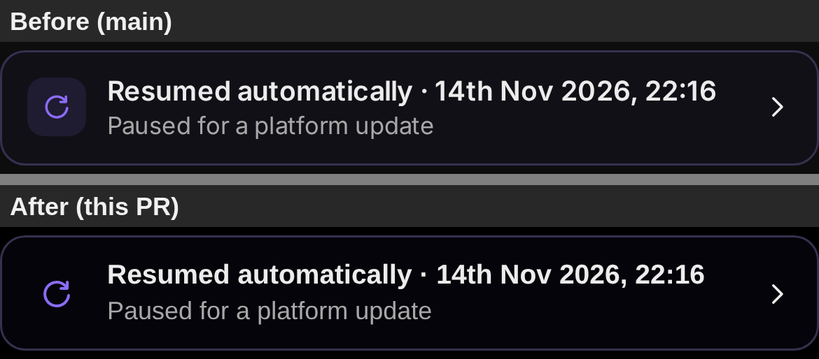 Before (main)
Resumed automatically · 14th Nov 2026, 22:16
Paused for a platform update
After (this PR)
Resumed automatically · 14th Nov 2026, 22:16
Paused for a platform update